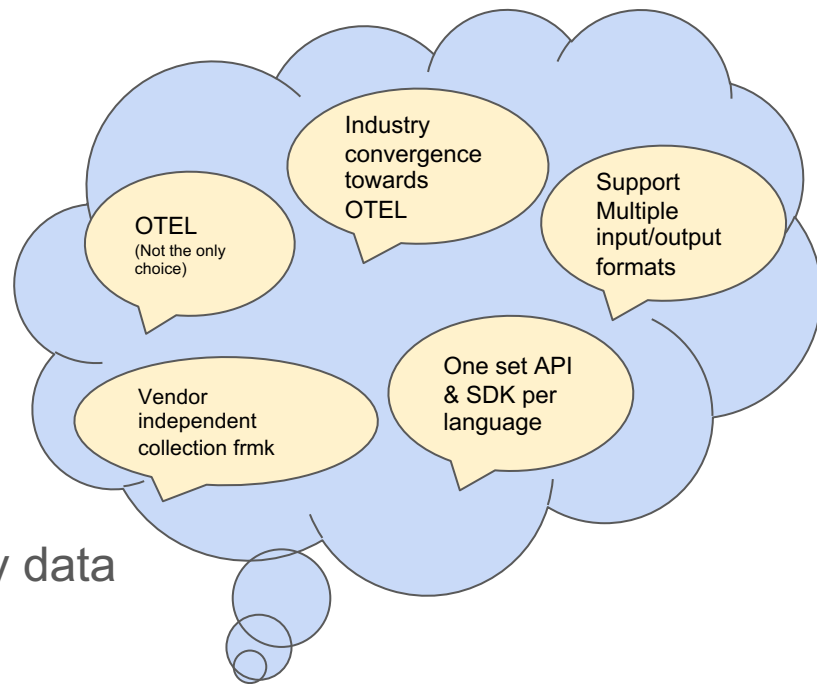 Industry
convergence
towards
OTEL
OTEL
(Not the only
choice)
Support
Multiple
input/output
formats
Vendor
independent
collection frmk
One set API
& SDK per
language
data